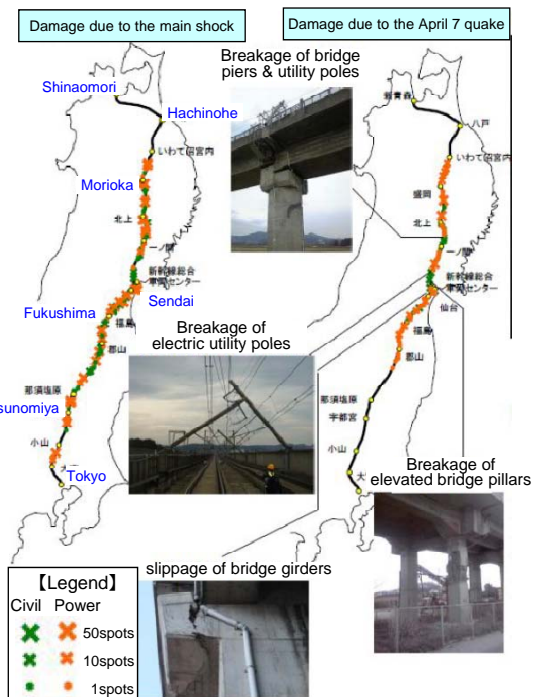 Damage due to the main shock
Damage due to the April 7 quake
Breakage of bridge
piers & utility poles
Shinaomori
Hachinohe
いわて沼宮内
Morioka
北上
一ノ関
新幹線総合
車両センター
Sendai
Fukushima
福島
郡山
那須塩原
sunomiya
小山
大
Tokyo
新青森
八戸
いわて沼宮内
盛岡
北上
一ノ関
新幹線総合
車両センター
仙台
福島
郡山
那須塩原
宇都宮
小山
大
Breakage of
electric utility poles
Breakage of
elevated bridge pillars
slippage of bridge girders
【Legend】
Civil Power
50spots
10spots
1spots